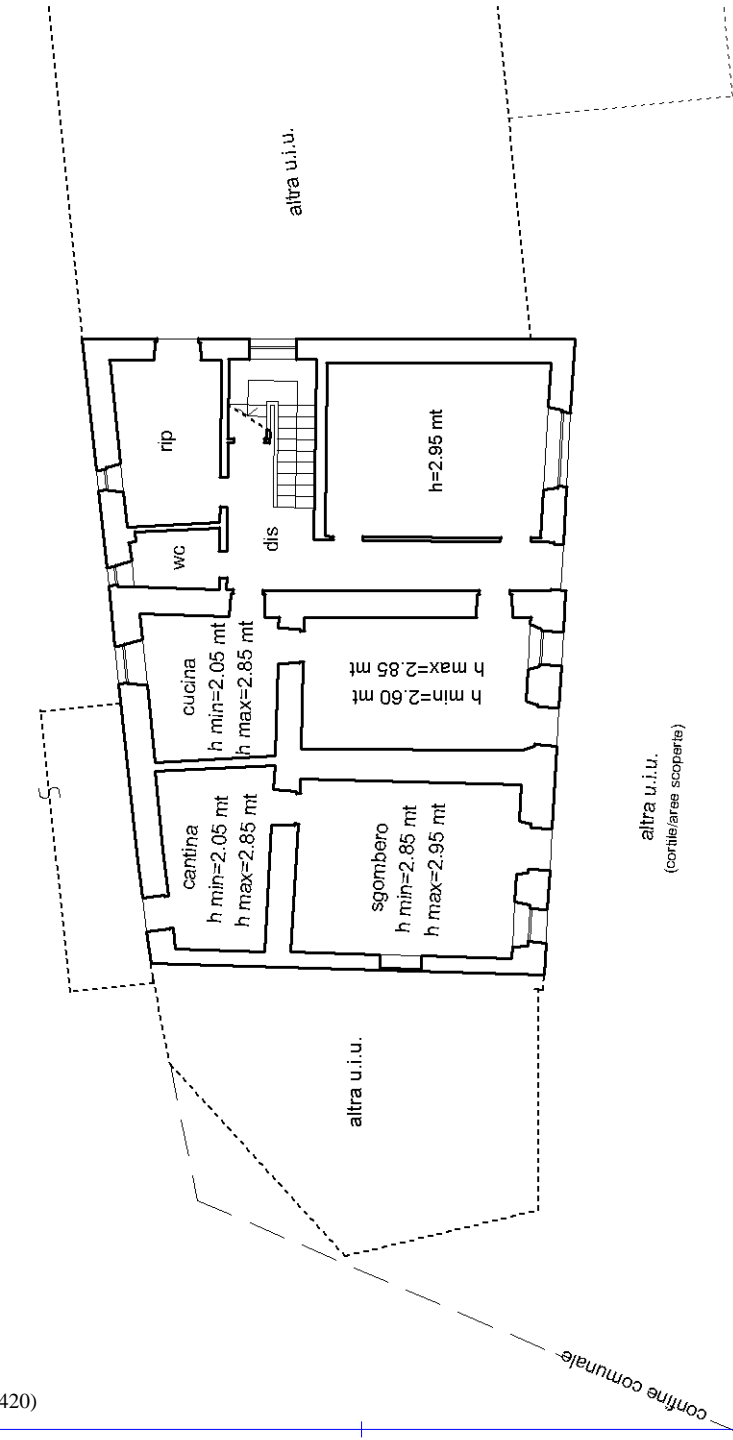 altra u.i.u.
rip
wc
dis
h=2.95 mt
cucina
h min=2.05 mt
h max=2.85 mt
h min=2.60 mt
h max=2.85 mt
cantina
h min=2.05 mt
h max=2.85 mt
sgombero
h min=2.85 mt
h max=2.95 mt
altra u.i.u.
(cortile/aree scoperte)
altra u.i.u.
confine comunale
420)